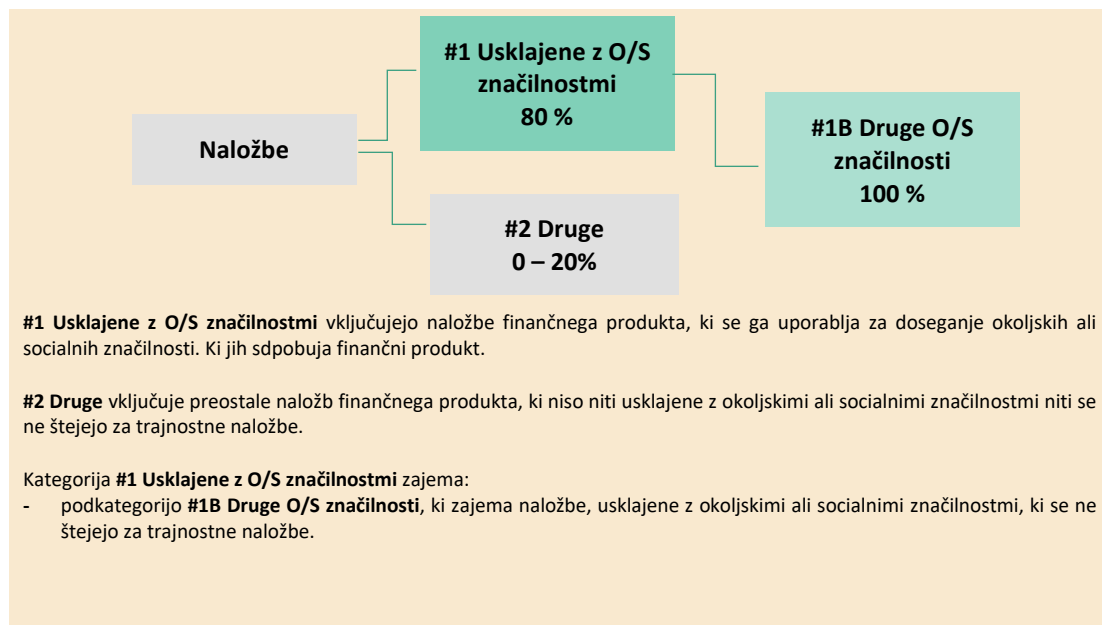 #1 Usklajene z O/S
značilnostmi
80 %
Naložbe
#1B Druge O/S
značilnosti
100 %
#2 Druge
0 – 20%
#1 Usklajene z O/S značilnostmi vključujejo naložbe finančnega produkta, ki se ga uporablja za doseganje okoljskih ali
socialnih značilnosti. Ki jih sdpobuja finančni produkt.
#2 Druge vključuje preostale naložb finančnega produkta, ki niso niti usklajene z okoljskimi ali socialnimi značilnostmi niti se
ne štejejo za trajnostne naložbe.
Kategorija #1 Usklajene z O/S značilnostmi zajema:
- podkategorijo #1B Druge O/S značilnosti, ki zajema naložbe, usklajene z okoljskimi ali socialnimi značilnostmi, ki se ne
štejejo za trajnostne naložbe.